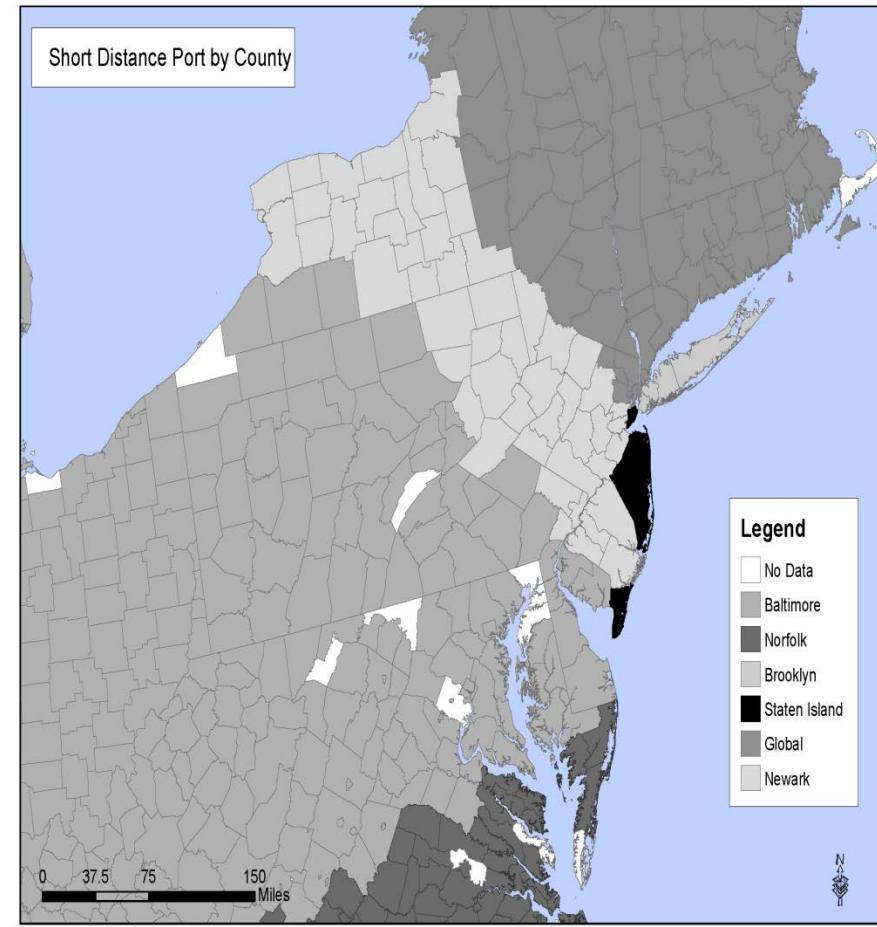 Short Distance Port by County
Legend
No Data
Baltimore
Norfolk
Brooklyn
Staten Island
Global
Newark
0 37.5 75 150
Miles
N